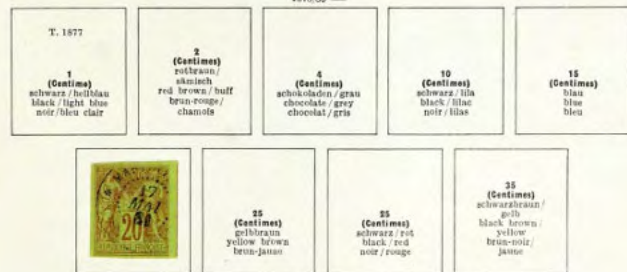 T. 1877
1
(Centime)
schwarz/hellblau
black/light blue
noir/bleu clair
2
(Centimes)
rotbraun/
sämisch
red brown/buff
brun-rouge/
chamois
4
(Centimes)
schokoladen/grau
chocolate/grey
chocolat/gris
10
(Centimes)
schwarz/lila
black/lilac
noir/lilas
15
(Centimes)
blau
blue
bleu
17
MAI
20
25
(Centimes)
gelbbraun
yellow brown
brun-jaune
25
(Centimes)
schwarz/rot
black/red
noir/rouge
35
(Centimes)
schwarzbraun/
gelb
black brown/
yellow
brun-noir/
jaune